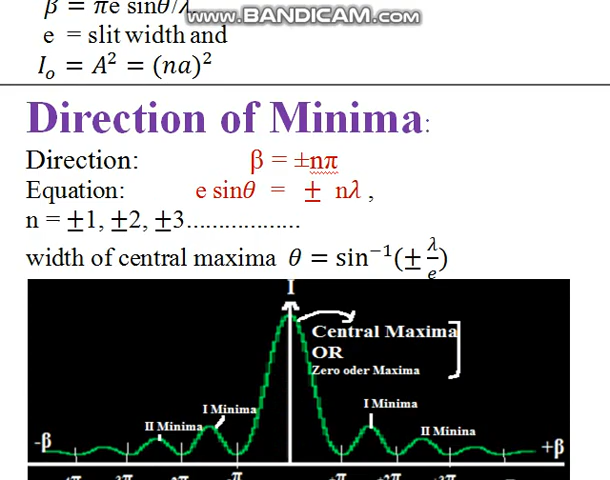 β = πe sinθ/λ,
www.BANDICAM.com
e = slit width and
I₀ = A² = (na)²
Direction of Minima:
Direction: β = ±nπ
Equation: e sinθ = ± nλ ,
n = ±1, ±2, ±3..................
width of central maxima θ = sin⁻¹(± λ/e)
I
Central Maxima
OR
Zero oder Maxima
I Minima
I Minima
II Minima
II Minina
-β
+β